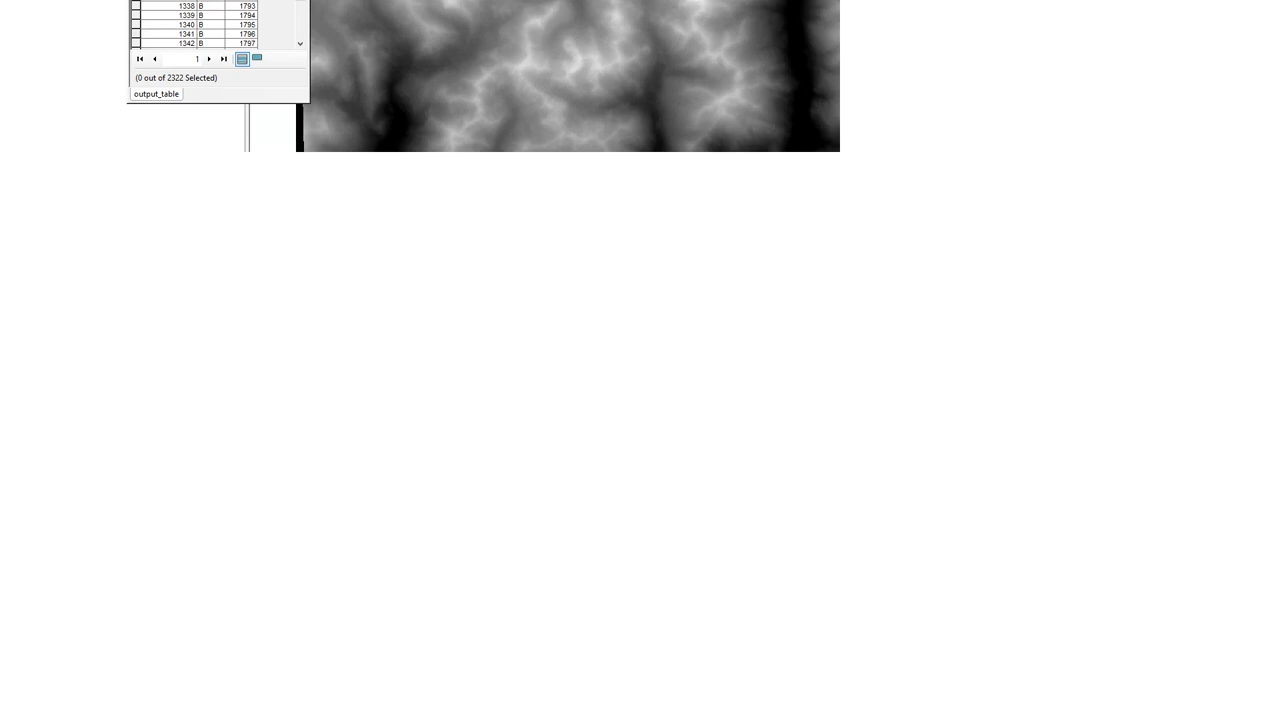 1338 B 1793
1339 B 1794
1340 B 1795
1341 B 1796
1342 B 1797
1
(0 out of 2322 Selected)
output_table